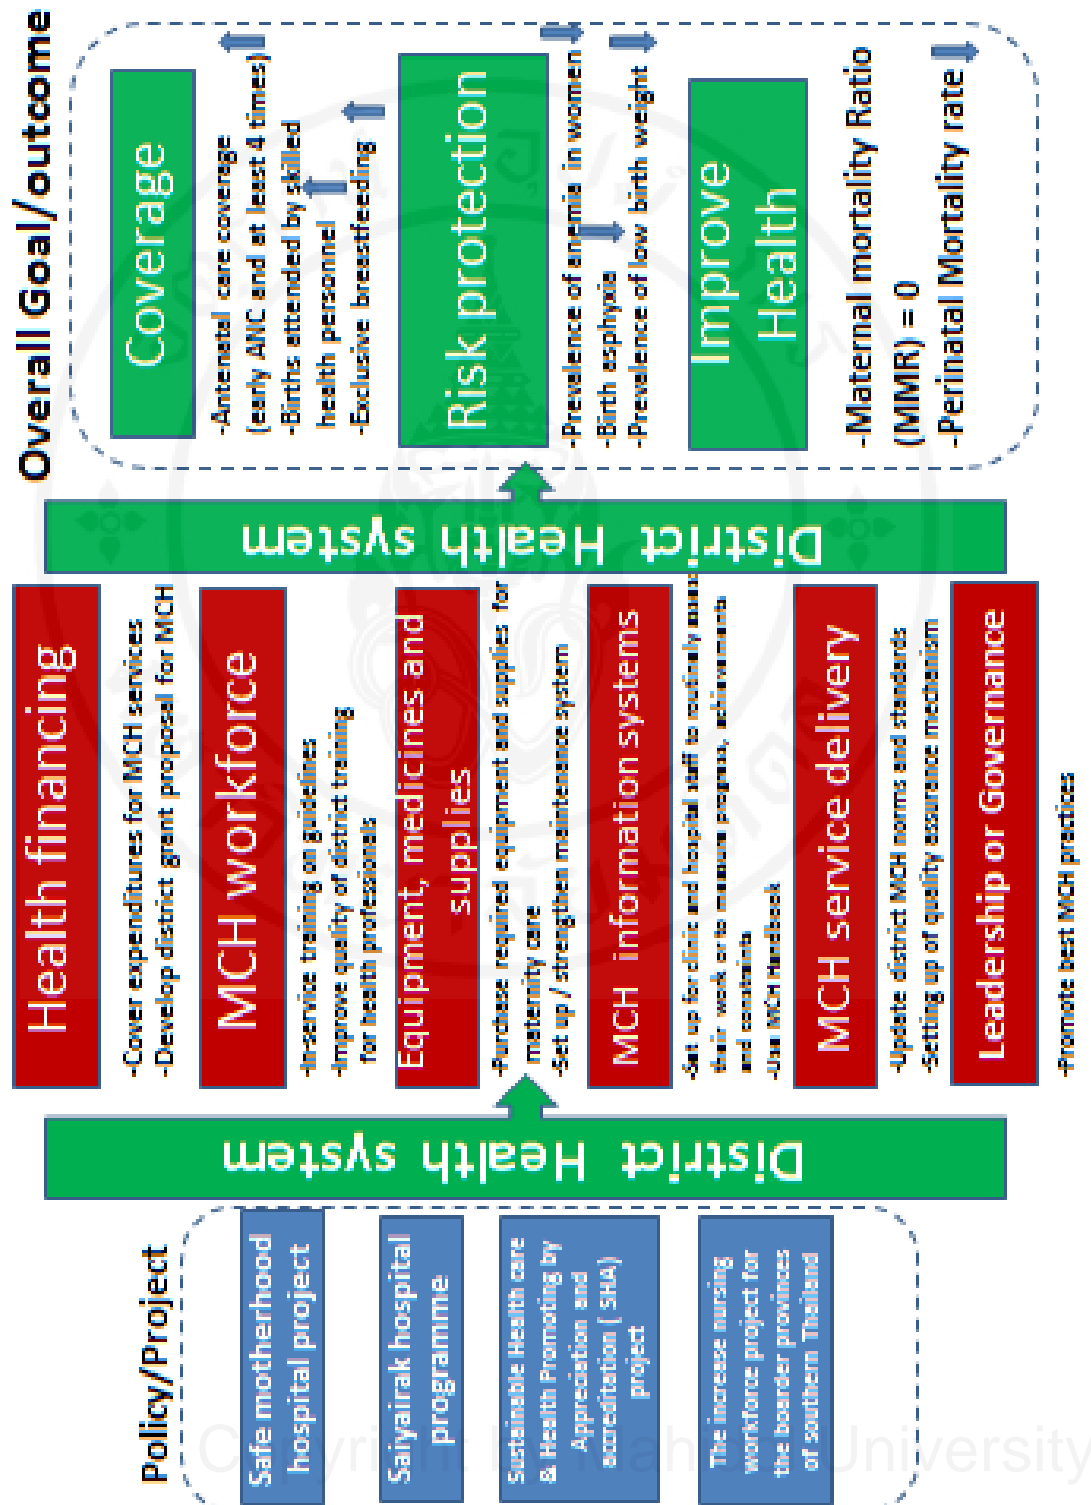 Overall Goal/outcome
Policy/Project
Safe motherhood
hospital project
Saiyairak hospital
programme
Sustainable Health care
& Health Promoting by
Appreciation and
accreditation ( SHA)
project
The increase nursing
workforce project for
the boarder provinces
of southern Thailand
District Health system
Health financing
-Cover expenditures for MCH services
-Develop district grant proposal for MCH
MCH workforce
-Inservice training on guidelines
-Improve quality of district training
for health professionals
Equipment, medicines and
supplies
-Purchase required equipment and supplies for
maternity care
-Set up / strengthen maintenance system
MCH information systems
-Set up for clinic and hospital staff to routinely assess
their work or to measure progress, achievements
and constraints
-Use MCH Handbook
MCH service delivery
-Update district MCH norms and standards
-Setting up of quality assurance mechanism
Leadership or Governance
-Promote best MCH practices
District Health system
Coverage
-Antenatal care coverage
(early ANC and at least 4 times)
-Births attended by skilled
health personnel
-Exclusive breastfeeding
Risk protection
-Prevelence of anemia in women
-Birth asphyxia
-Prevalence of low birth weight
Improve
Health
-Maternal mortality Ratio
(MMR) = 0
-Perinatal Mortality rate
Copyright by Mahidol University